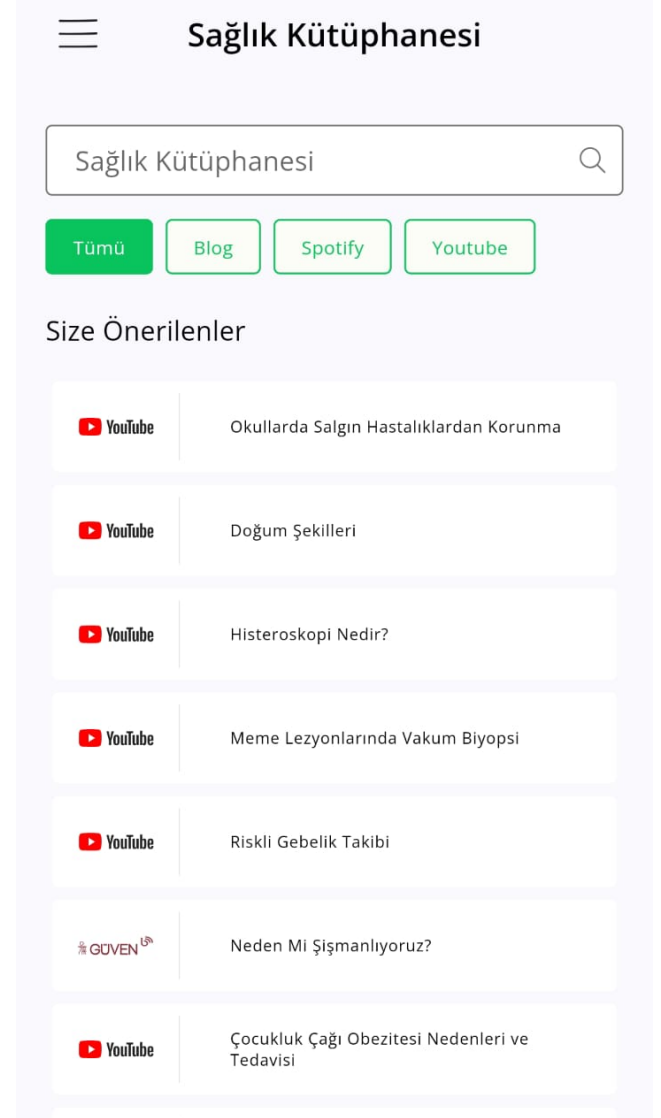 Sağlık Kütüphanesi
Sağlık Kütüphanesi
Tümü Blog Spotify Youtube
Size Önerilenler
YouTube Okullarda Salgın Hastalıklardan Korunma
YouTube Doğum Şekilleri
YouTube Histeroskopi Nedir?
YouTube Meme Lezyonlarında Vakum Biyopsi
YouTube Riskli Gebelik Takibi
GÜVEN Neden Mi Şişmanlıyoruz?
YouTube Çocukluk Çağı Obezitesi Nedenleri ve
Tedavisi